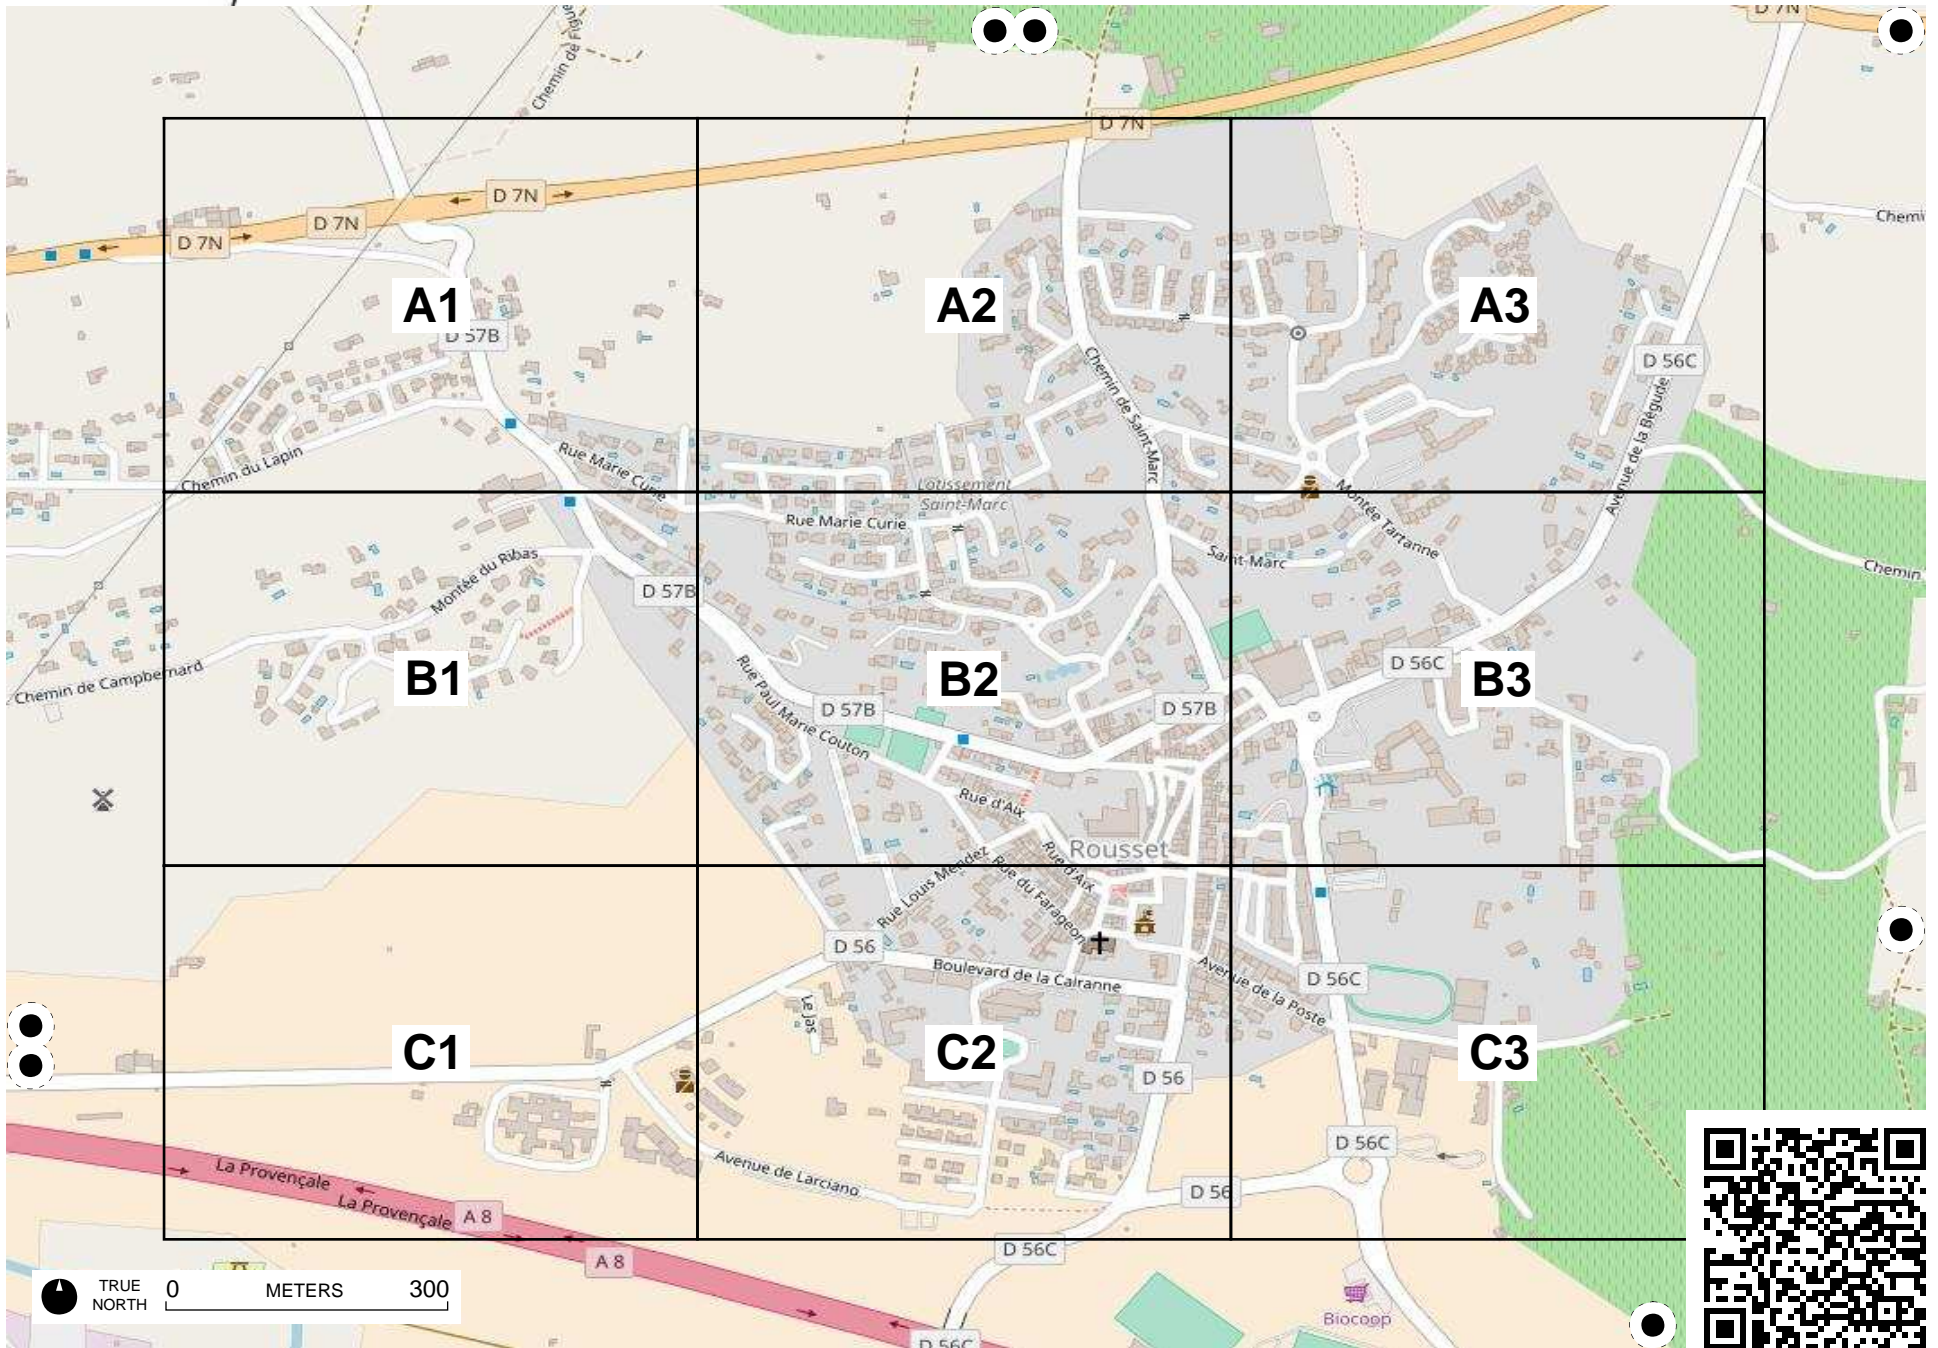 D 7N
Chemin de
D 7N
D 7N
D 7N
D 7N
A1
A2
A3
D 57B
D 56C
Chemin de Saint-Marc
Avenue de la Bégude
Chemin du Lapin
Rue Marie Curie
Lotissement
Saint-Marc
Rue Marie Curie
Montée Tartanne
Saint-Marc
Chemin
Montée du Ribas
D 57B
Chemin de Campbernard
B1
B2
B3
D 56C
Rue Paul Marie Couton
D 57B
D 57B
Rue d'Aix
Rousset
Rue d'Aix
Rue Louis Mendez
Rue du Farageon
D 56
Boulevard de la Cairanne
Avenue de la Poste
D 56C
Le Jas
C1
C2
C3
D 56
D 56C
Avenue de Larciano
D 56
La Provençale
La Provençale
A 8
A 8
D 56C
D 56C
Biocoop
TRUE
NORTH
0 METERS 300